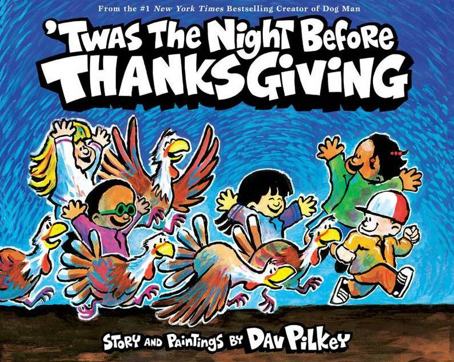 From the #1 New York Times Bestselling Creator of Dog Man
'TWAS THE NIGHT BEFORE
THANKSGIVING
STORY AND PAINTINGS BY DAV PILKEY